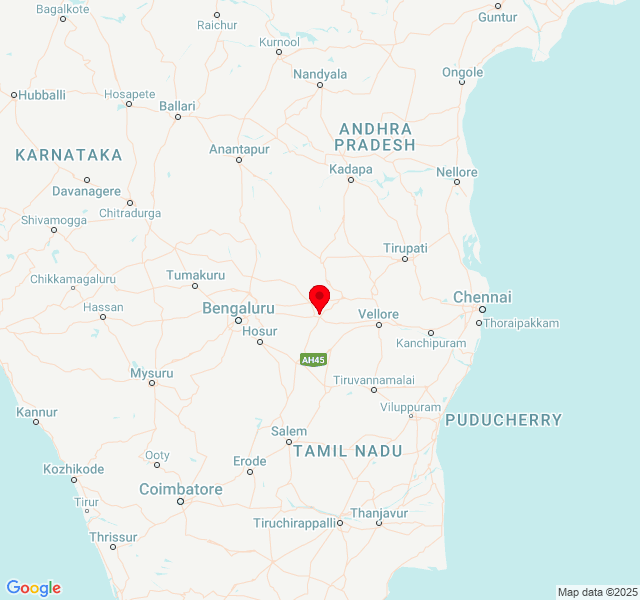 Bagalkote
Raichur
Guntur
Kurnool
Nandyala
Ongole
Hubballi
Hosapete
Ballari
ANDHRA
PRADESH
KARNATAKA
Anantapur
Kadapa
Nellore
Davanagere
Chitradurga
Shivamogga
Tirupati
Chikkamagaluru
Tumakuru
Hassan
Bengaluru
Chennai
Vellore
Thoraipakkam
Hosur
Kanchipuram
AH45
Mysuru
Tiruvannamalai
Kannur
Viluppuram
PUDUCHERRY
Salem
TAMIL NADU
Ooty
Kozhikode
Erode
Coimbatore
Tirur
Tiruchirappalli
Thanjavur
Thrissur
Google
Map data ©2025